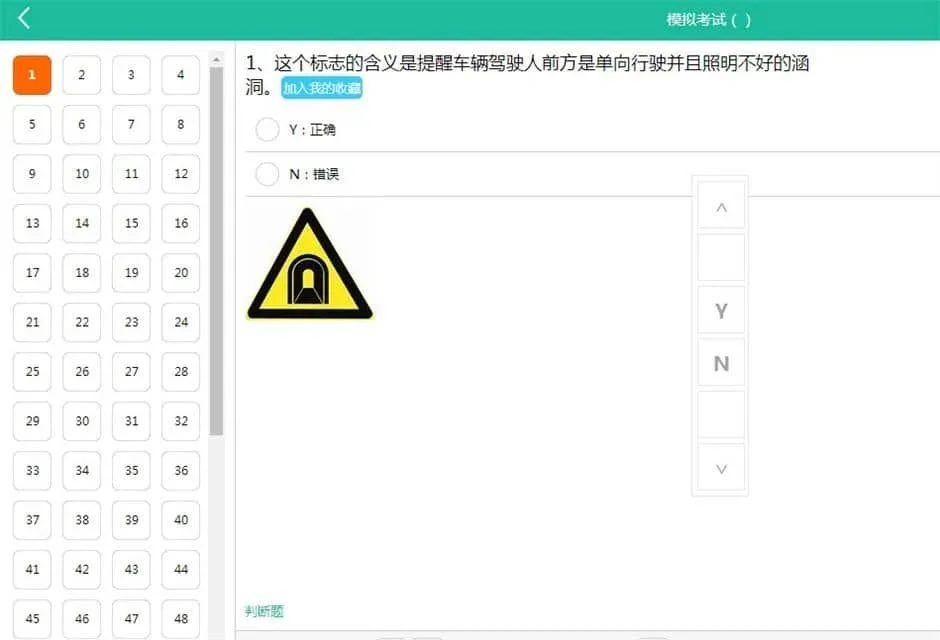 模拟考试（ ）
1 2 3 4
5 6 7 8
9 10 11 12
13 14 15 16
17 18 19 20
21 22 23 24
25 26 27 28
29 30 31 32
33 34 35 36
37 38 39 40
41 42 43 44
45 46 47 48
1、这个标志的含义是提醒车辆驾驶人前方是单向行驶并且照明不好的涵
洞。 加入我的收藏
Y：正确
N：错误
Y
N
判断题